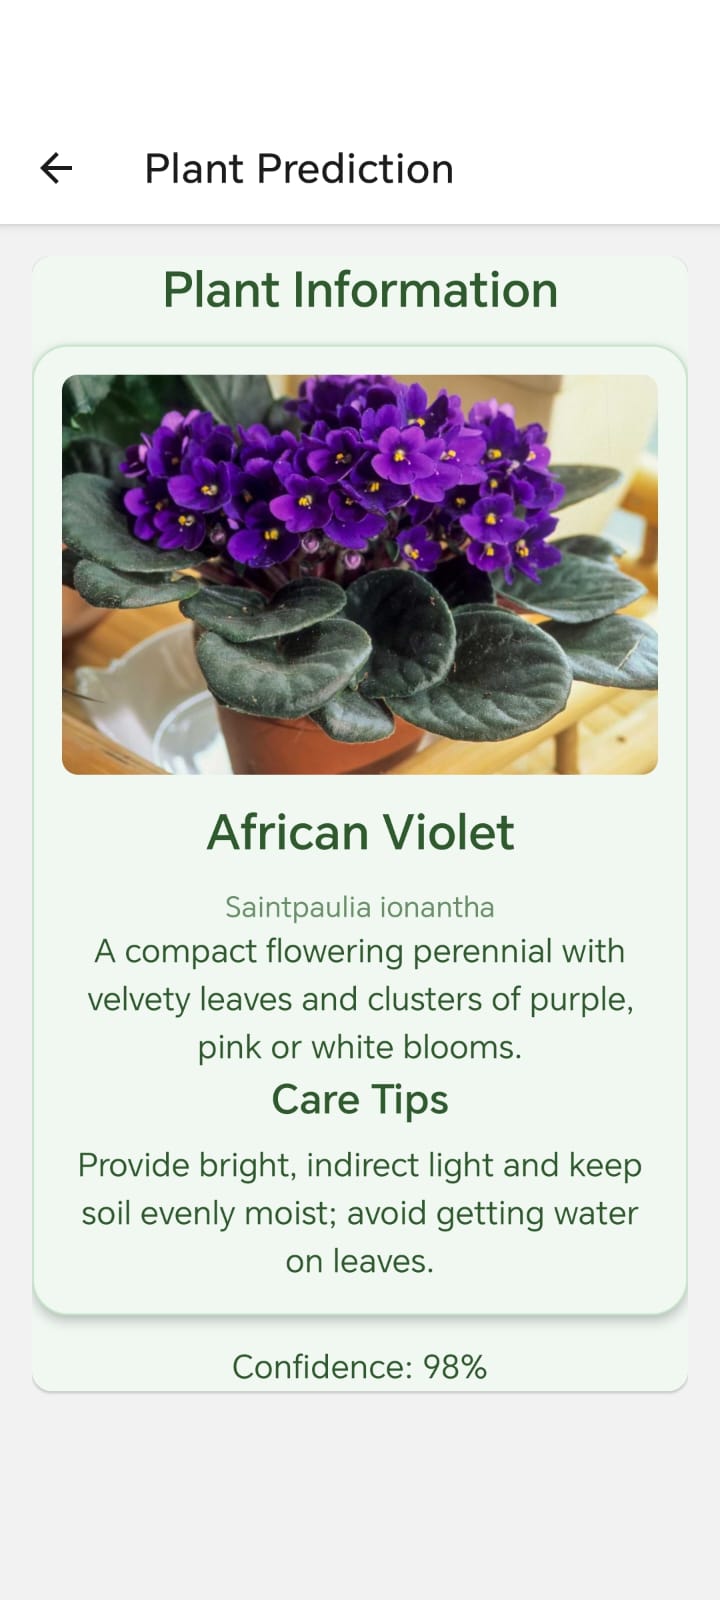 Plant Prediction
Plant Information
African Violet
Saintpaulia ionantha
A compact flowering perennial with
velvety leaves and clusters of purple,
pink or white blooms.
Care Tips
Provide bright, indirect light and keep
soil evenly moist; avoid getting water
on leaves.
Confidence: 98%